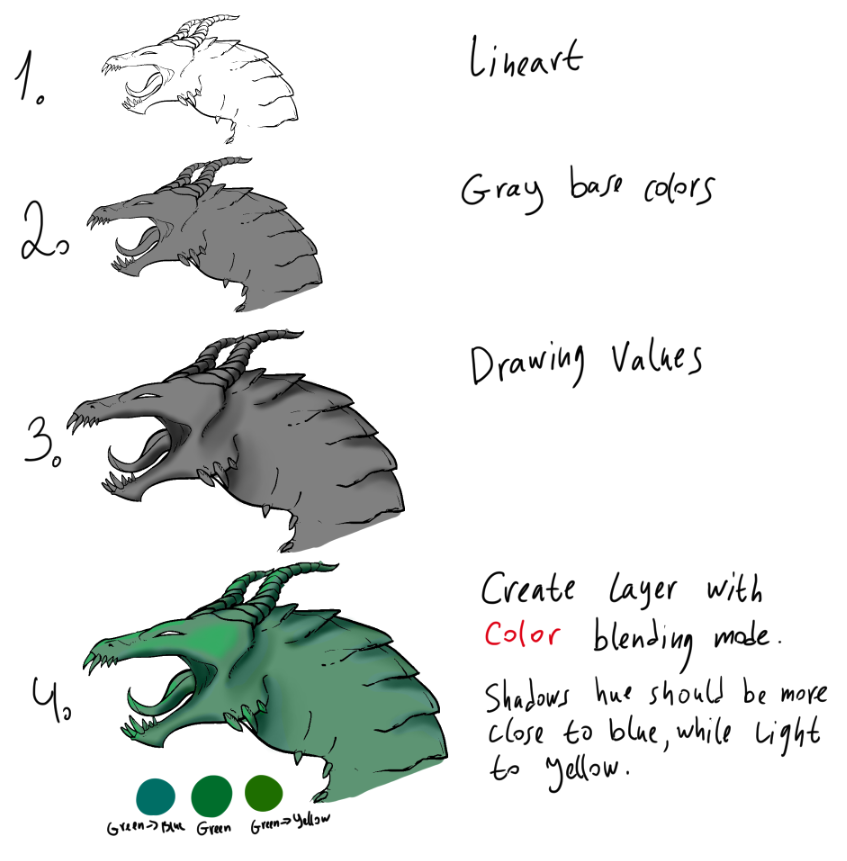 1.
Lineart
2.
Gray base colors
3.
Drawing Values
4.
Create Layer with
Color blending mode.
Shadows hue should be more
close to blue, while light
to yellow.
Green->Blue Green Green->Yellow